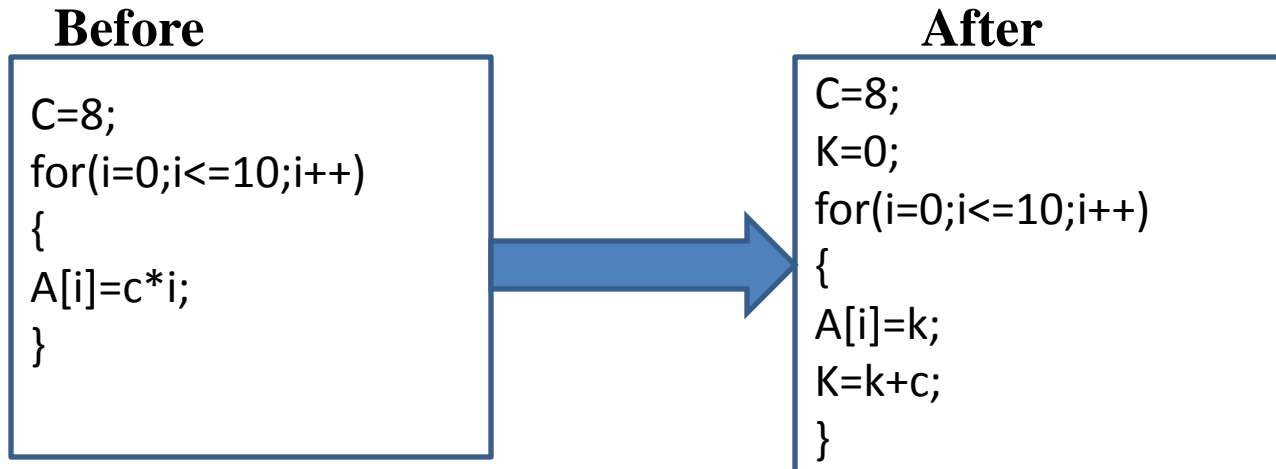 Before
C=8;
for(i=0;i<=10;i++)
{
A[i]=c*i;
}
After
C=8;
K=0;
for(i=0;i<=10;i++)
{
A[i]=k;
K=k+c;
}